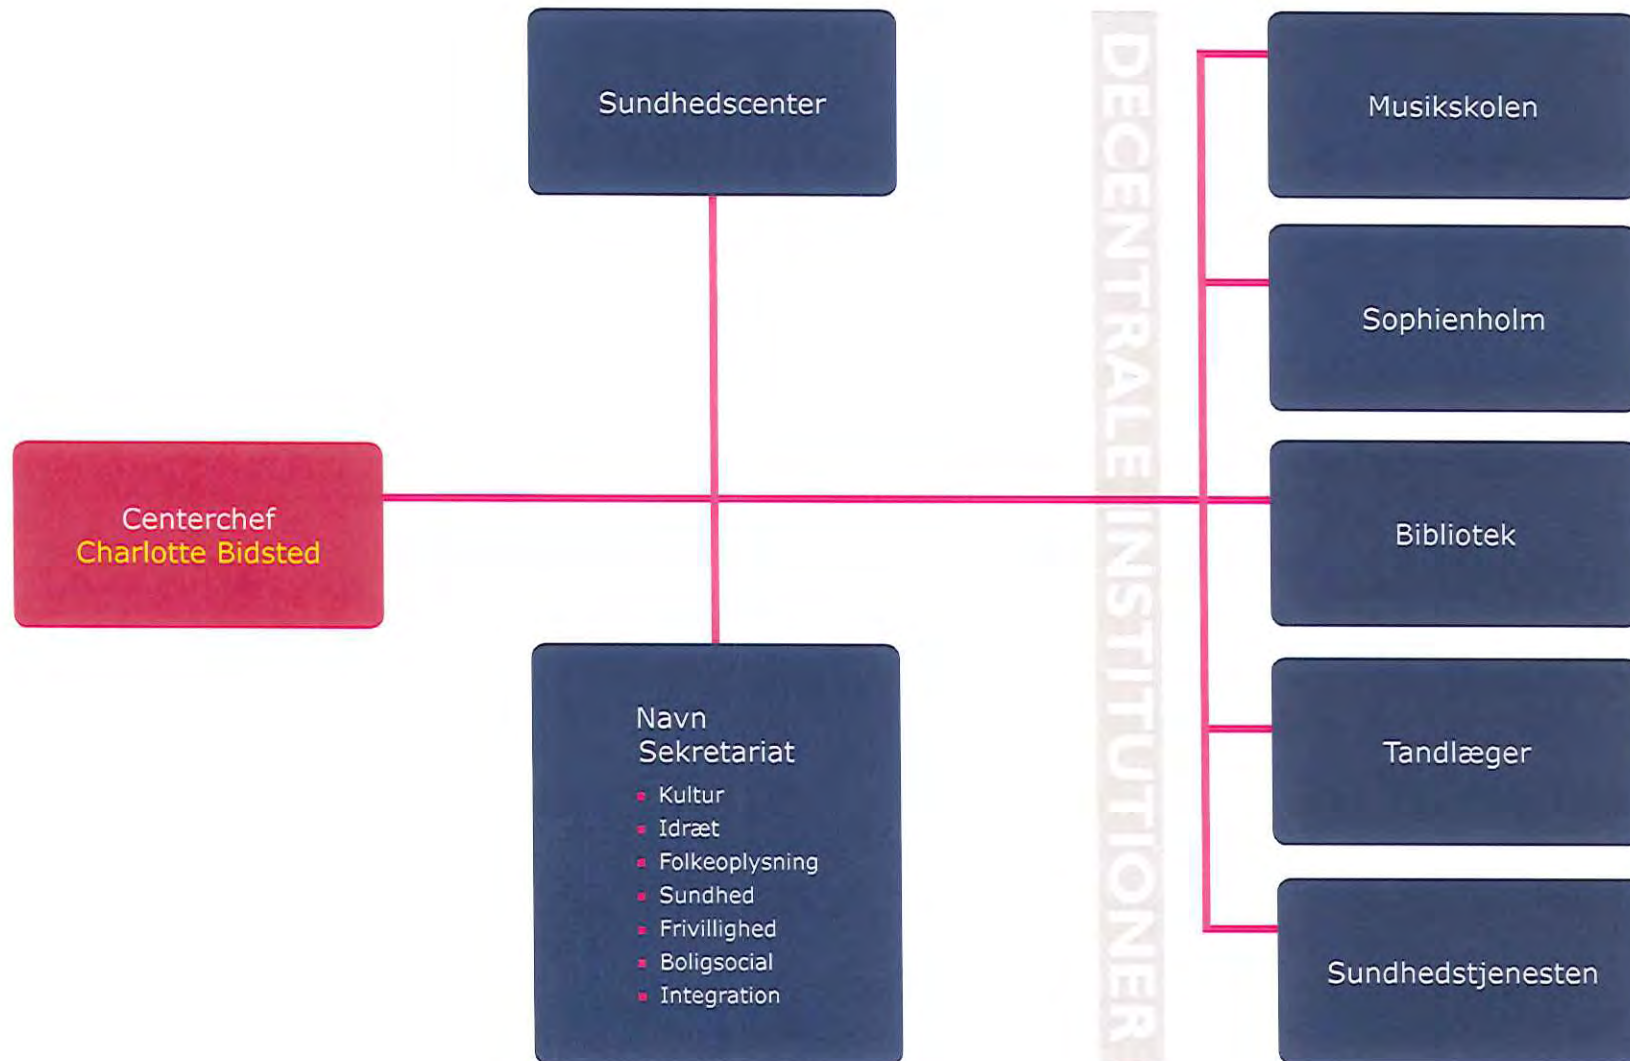 Sundhedscenter
Centerchef
Charlotte Bidsted
Navn
Sekretariat
▪ Kultur
▪ Idræt
▪ Folkeoplysning
▪ Sundhed
▪ Frivillighed
▪ Boligsocial
▪ Integration
DECENTRALE INSTITUTIONER
Musikskolen
Sophienholm
Bibliotek
Tandlæger
Sundhedstjenesten